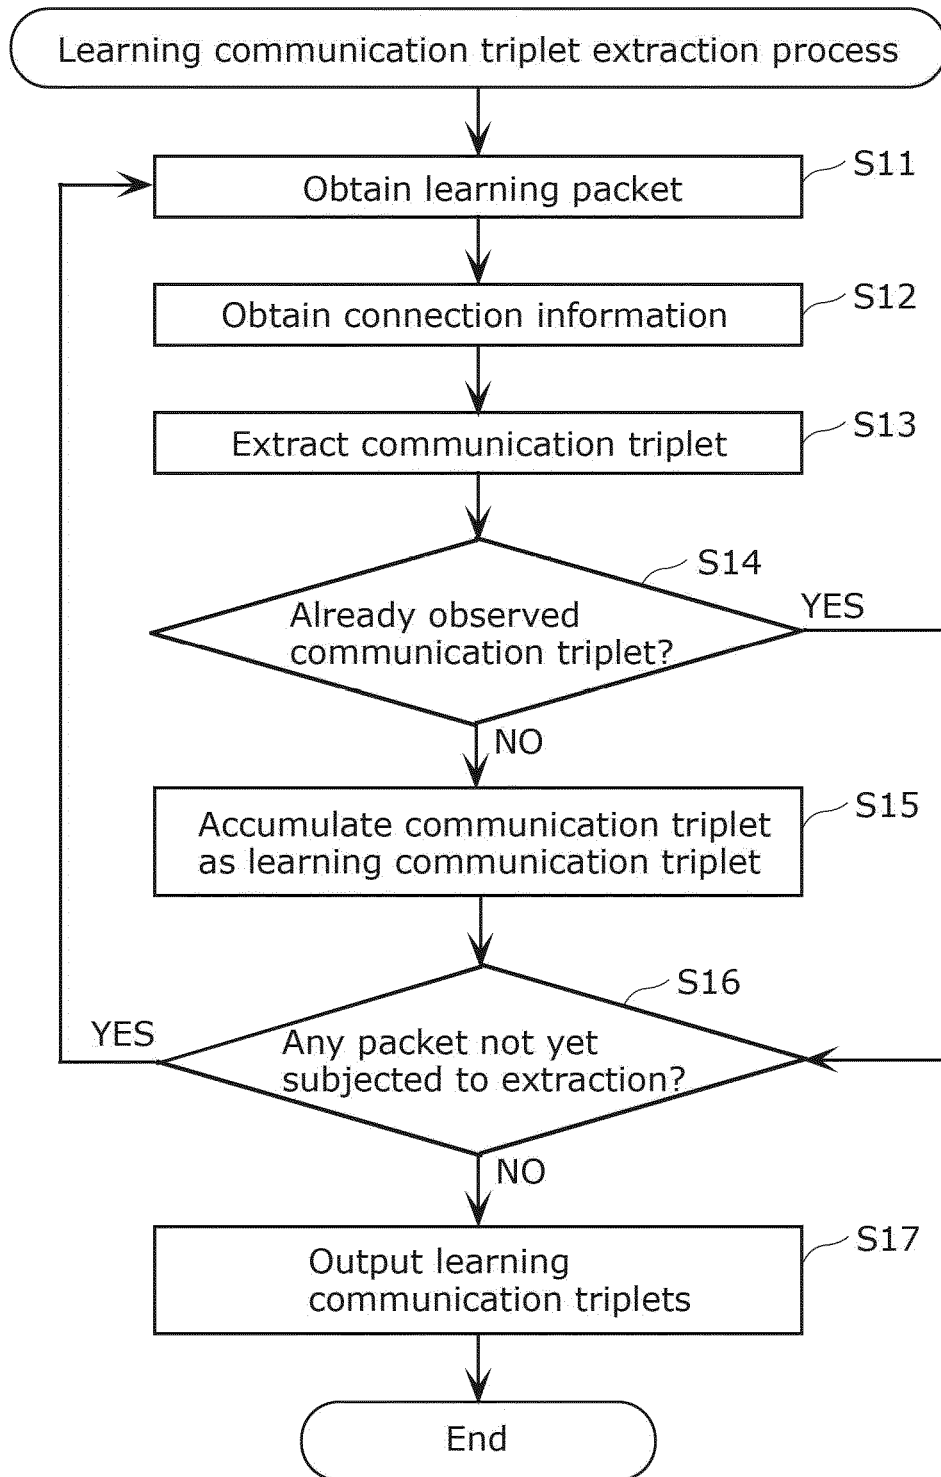 Learning communication triplet extraction process
S11
Obtain learning packet
S12
Obtain connection information
S13
Extract communication triplet
S14
YES
Already observed
communication triplet?
NO
S15
Accumulate communication triplet
as learning communication triplet
S16
YES
Any packet not yet
subjected to extraction?
NO
S17
Output learning
communication triplets
End